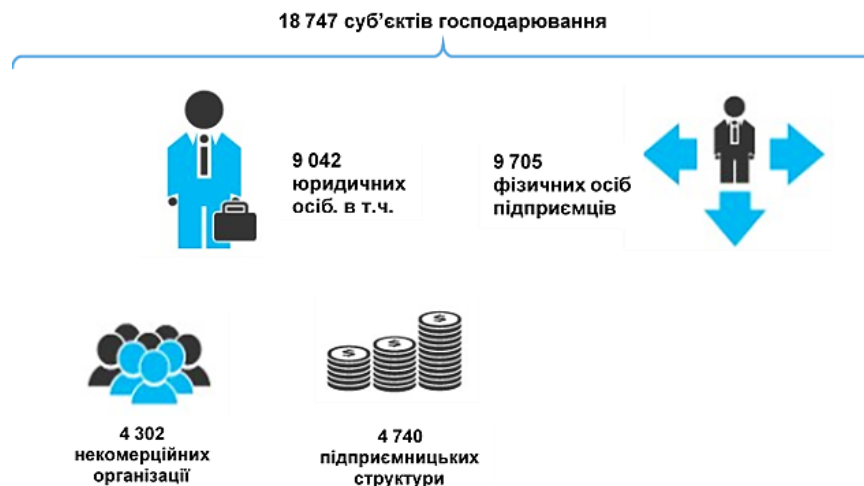 18 747 суб’єктів господарювання
9 042
юридичних
осіб. в т.ч.
9 705
фізичних осіб
підприємців
4 302
некомерційних
організації
4 740
підприємницьких
структури